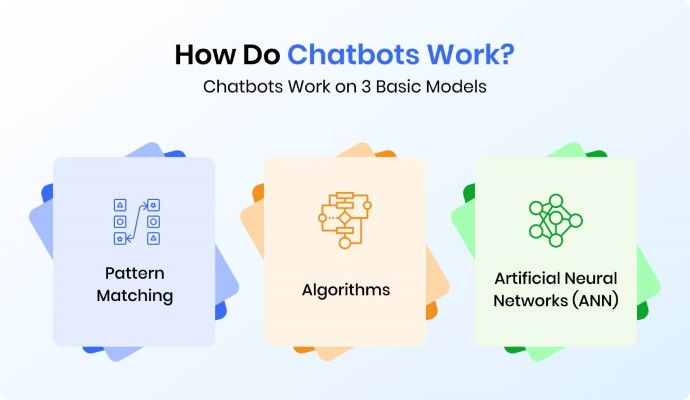 How Do Chatbots Work?
Chatbots Work on 3 Basic Models
Pattern
Matching
Algorithms
Artificial Neural
Networks (ANN)